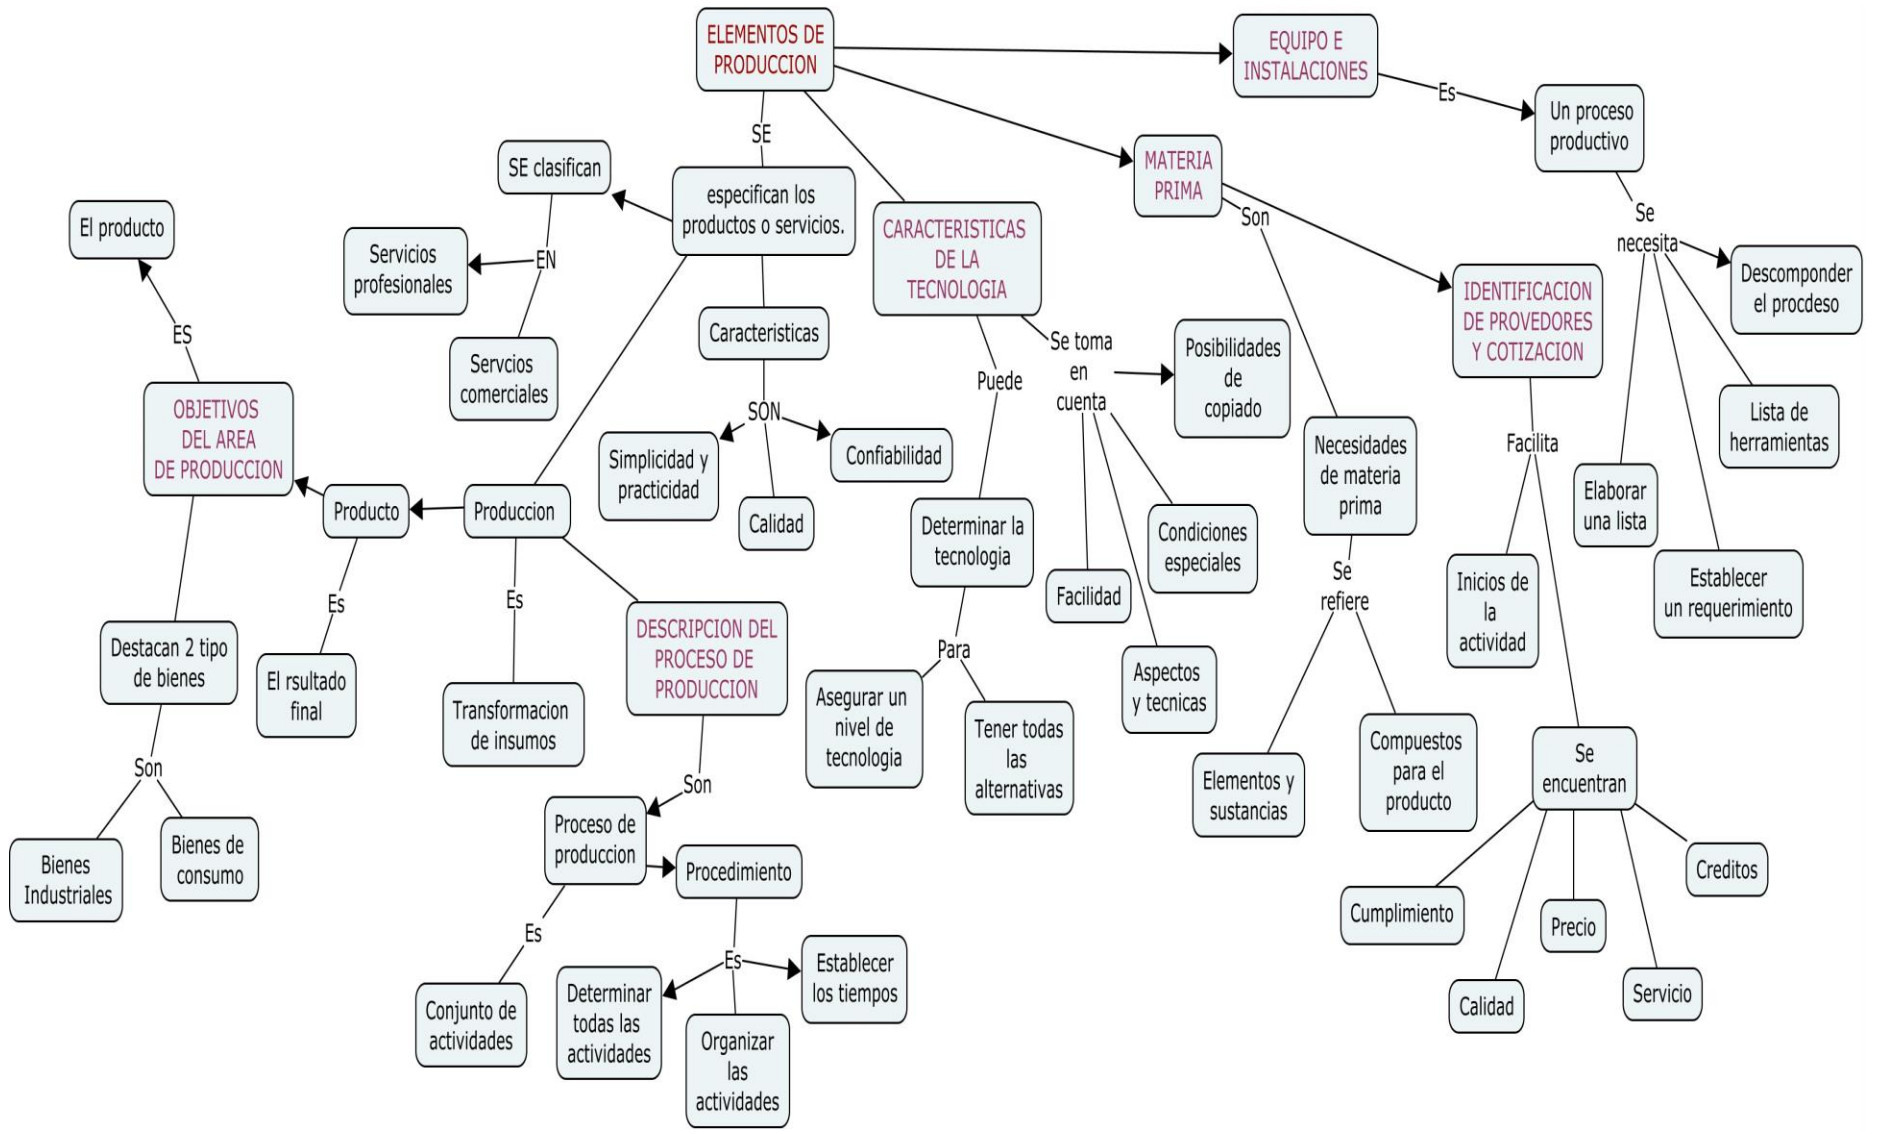 ELEMENTOS DE
PRODUCCION
EQUIPO E
INSTALACIONES
Es
Un proceso
productivo
SE
MATERIA
PRIMA
SE clasifican
especifican los
productos o servicios.
CARACTERISTICAS
DE LA
TECNOLOGIA
Son
Se
necesita
El producto
Servicios
profesionales
EN
IDENTIFICACION
DE PROVEDORES
Y COTIZACION
Descomponder
el procdeso
ES
Servcios
comerciales
Caracteristicas
Puede
Se toma
en
cuenta
Posibilidades
de
copiado
OBJETIVOS
DEL AREA
DE PRODUCCION
SON
Simplicidad y
practicidad
Confiabilidad
Calidad
Necesidades
de materia
prima
Facilita
Lista de
herramientas
Elaborar
una lista
Producto
Produccion
Determinar la
tecnologia
Condiciones
especiales
Facilidad
Se
refiere
Inicios de
la
actividad
Establecer
un requerimiento
Es
Es
DESCRIPCION DEL
PROCESO DE
PRODUCCION
Para
Aspectos
y tecnicas
Destacan 2 tipo
de bienes
El rsultado
final
Transformacion
de insumos
Asegurar un
nivel de
tecnologia
Tener todas
las
alternativas
Elementos y
sustancias
Compuestos
para el
producto
Se
encuentran
Son
Son
Bienes
Industriales
Bienes de
consumo
Proceso de
produccion
Procedimiento
Creditos
Cumplimiento
Precio
Calidad
Servicio
Es
Es
Conjunto de
actividades
Determinar
todas las
actividades
Organizar
las
actividades
Establecer
los tiempos